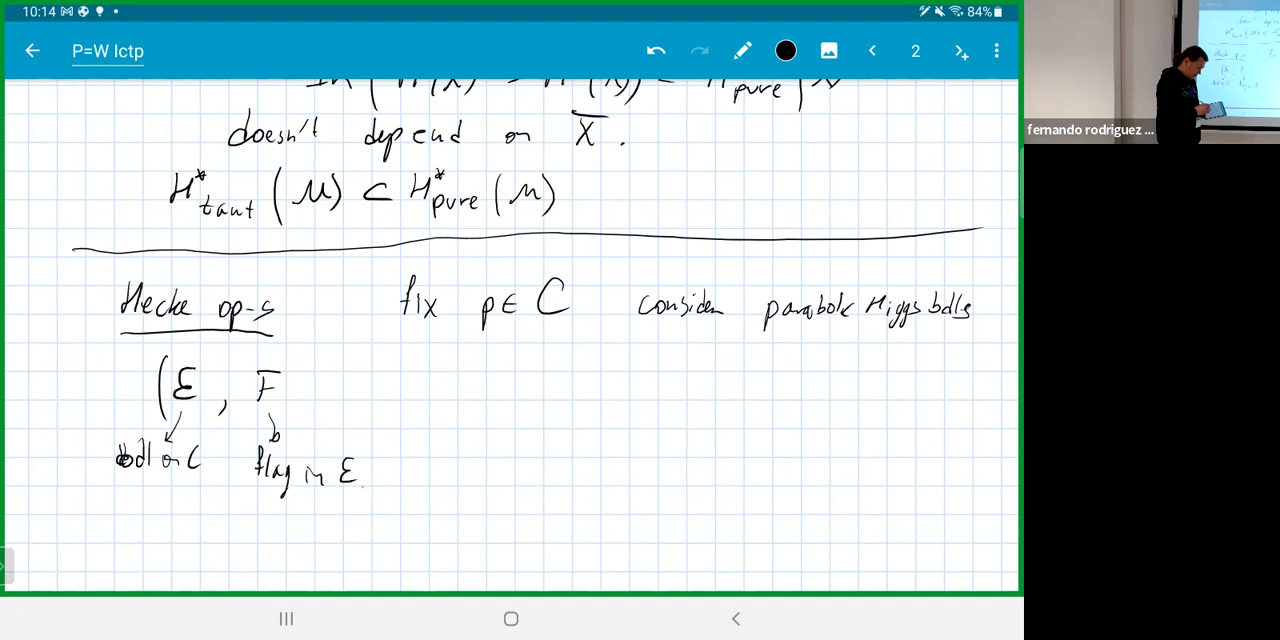 10:14
84%
P=W Ictp
2
doesn't depend on X̄ .
H*taut (M) ⊂ H*pure (M)
Hecke op-s fix p ∈ C consider parabolic Higgs bdls
(E , F
bdl on C flag in E
fernando rodriguez ...